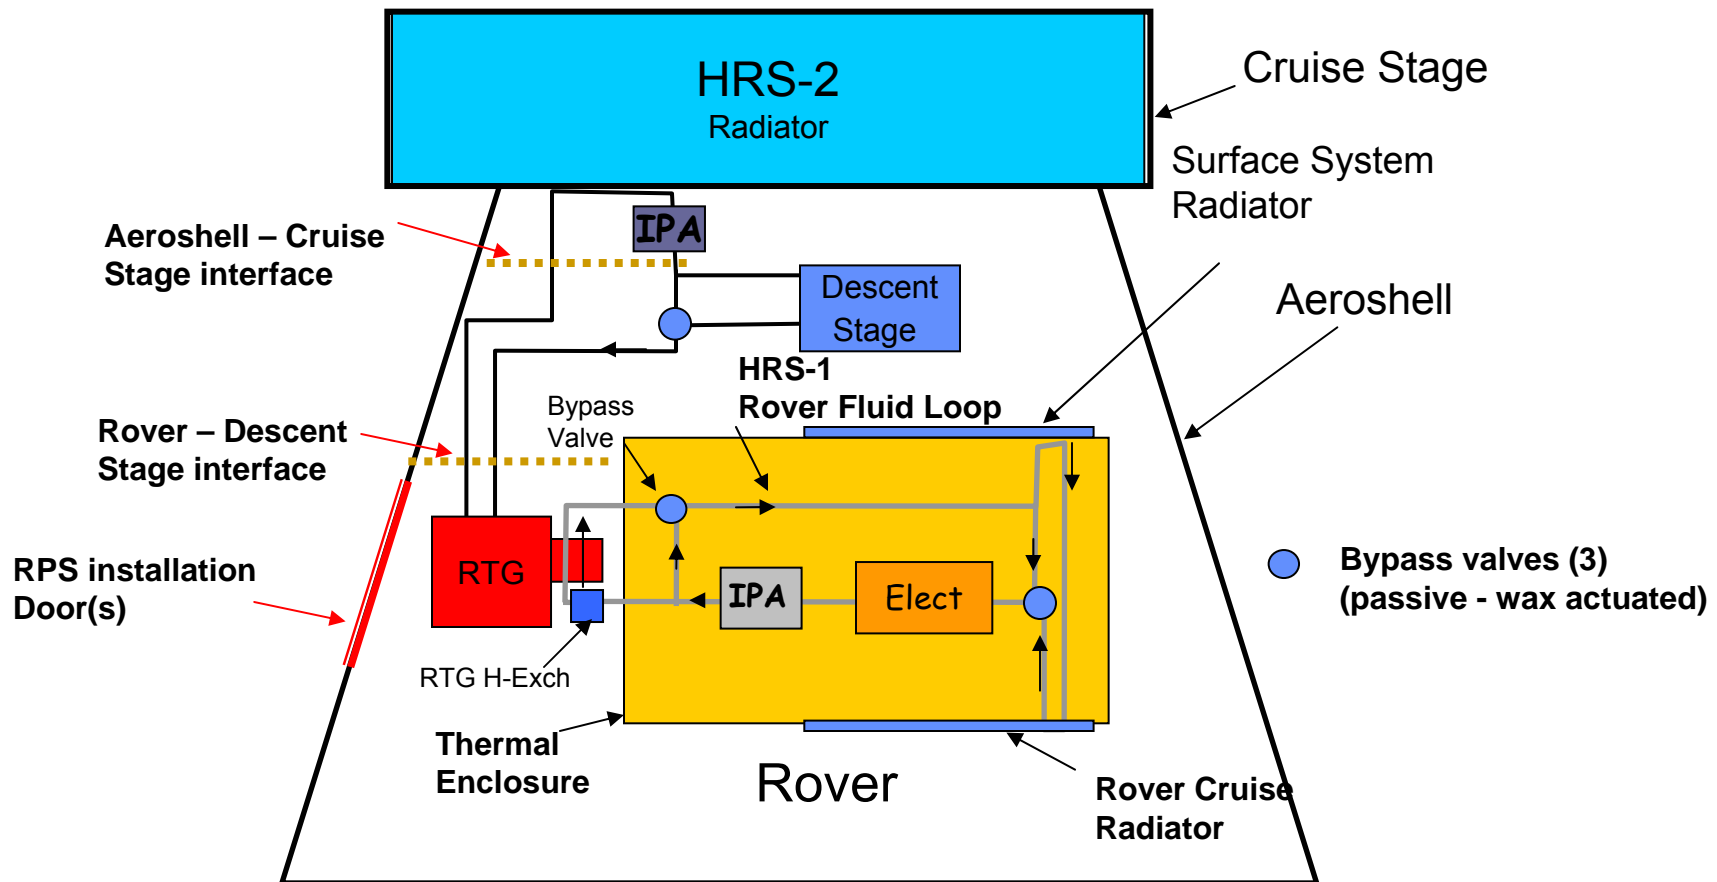 HRS-2
Radiator
Cruise Stage
Surface System
Radiator
IPA
Aeroshell – Cruise
Stage interface
Descent
Stage
Aeroshell
HRS-1
Rover Fluid Loop
Bypass
Valve
Rover – Descent
Stage interface
RPS installation
Door(s)
RTG
IPA
Elect
Bypass valves (3)
(passive - wax actuated)
RTG H-Exch
Thermal
Enclosure
Rover
Rover Cruise
Radiator